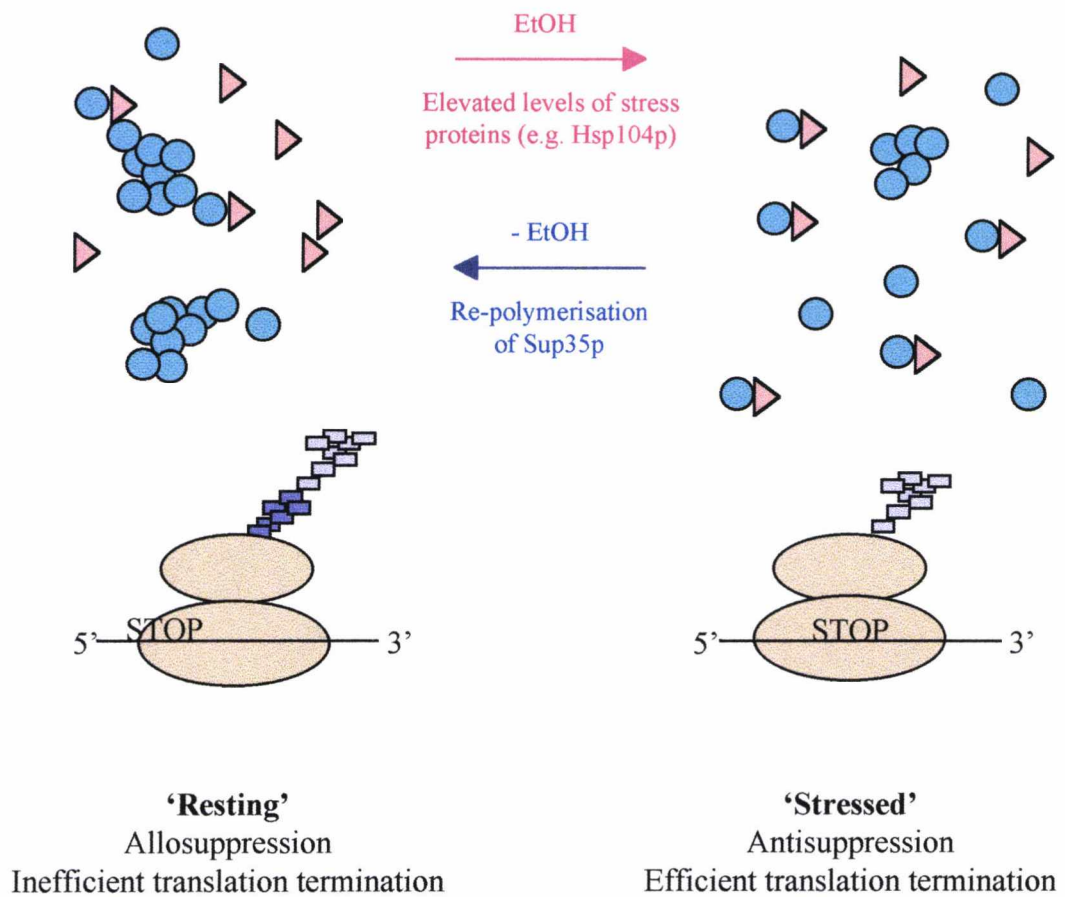 EtOH
Elevated levels of stress
proteins (e.g. Hsp104p)
- EtOH
Re-polymerisation
of Sup35p
STOP
5’ 3’
STOP
5’ 3’
‘Resting’
Allosuppression
Inefficient translation termination
‘Stressed’
Antisuppression
Efficient translation termination